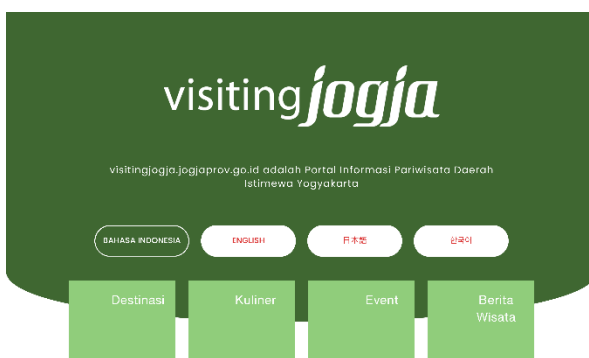 visiting jogja
visitingjogja.jogjaprov.go.id adalah Portal Informasi Pariwisata Daerah
Istimewa Yogyakarta
BAHASA INDONESIA
ENGLISH
日本語
한국어
Destinasi
Kuliner
Event
Berita
Wisata